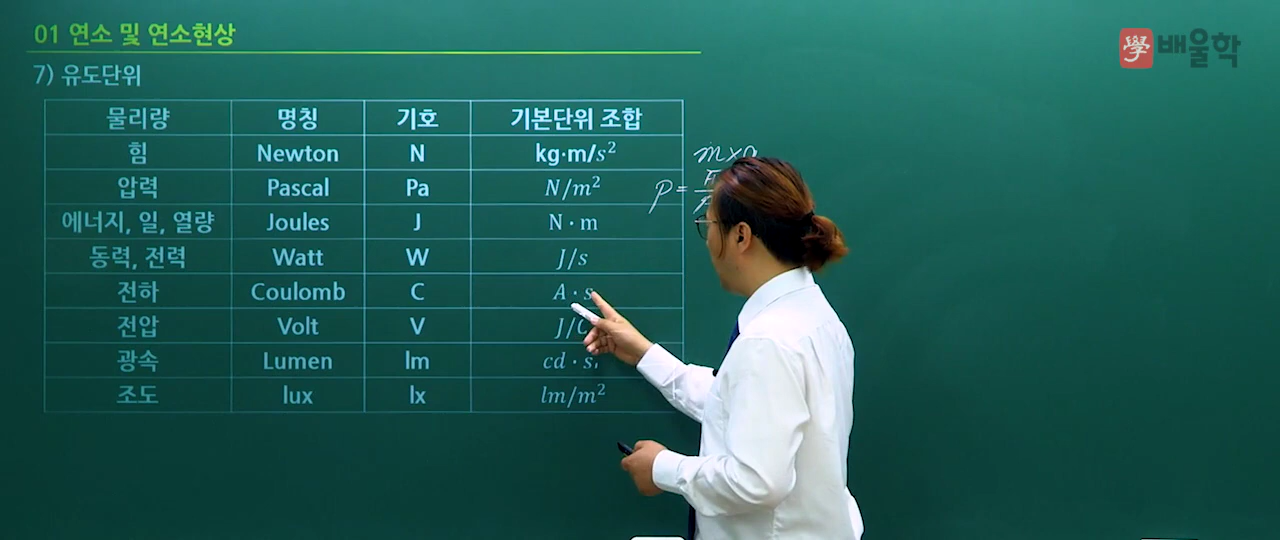 01 연소 및 연소현상
學 배울학
7) 유도단위
물리량 명칭 기호 기본단위 조합
힘 Newton N kg·m/s²
m×a
압력 Pascal Pa N/m²
P = F
에너지, 일, 열량 Joules J N · m
동력, 전력 Watt W J/s
전하 Coulomb C A · s
전압 Volt V J/C
광속 Lumen lm cd ·
조도 lux lx lm/m²